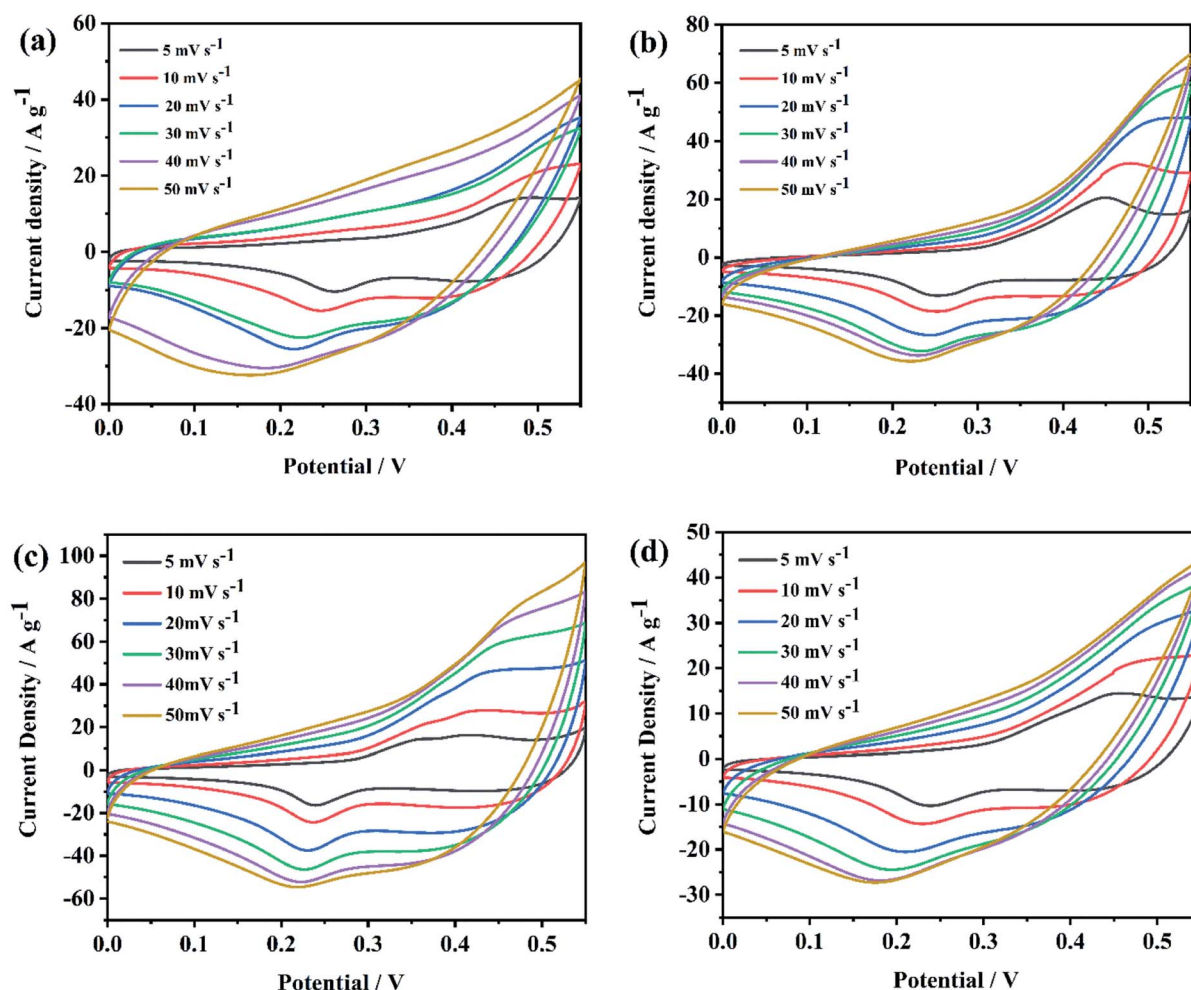 (a)
5 mV s⁻¹
10 mV s⁻¹
20 mV s⁻¹
30 mV s⁻¹
40 mV s⁻¹
50 mV s⁻¹
Current density / A g⁻¹
60
40
20
0
-20
-40
0.0 0.1 0.2 0.3 0.4 0.5
Potential / V
(b)
5 mV s⁻¹
10 mV s⁻¹
20 mV s⁻¹
30 mV s⁻¹
40 mV s⁻¹
50 mV s⁻¹
Current density / A g⁻¹
80
60
40
20
0
-20
-40
0.0 0.1 0.2 0.3 0.4 0.5
Potential / V
(c)
5 mV s⁻¹
10 mV s⁻¹
20mV s⁻¹
30mV s⁻¹
40mV s⁻¹
50mV s⁻¹
Current Density / A g⁻¹
100
80
60
40
20
0
-20
-40
-60
0.0 0.1 0.2 0.3 0.4 0.5
Potential / V
(d)
5 mV s⁻¹
10 mV s⁻¹
20 mV s⁻¹
30 mV s⁻¹
40 mV s⁻¹
50 mV s⁻¹
Current Density / A g⁻¹
50
40
30
20
10
0
-10
-20
-30
0.0 0.1 0.2 0.3 0.4 0.5
Potential / V